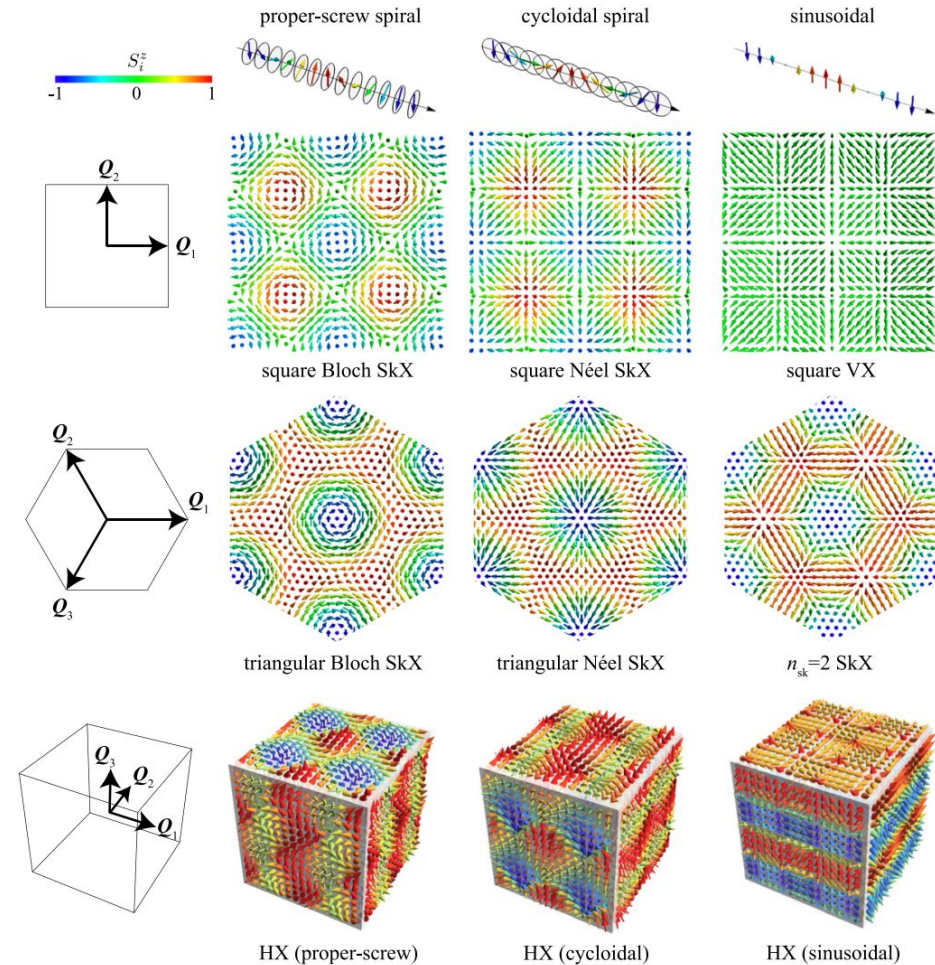 proper-screw spiral
cycloidal spiral
sinusoidal
S_i^z
-1 0 1
Q_2
Q_1
square Bloch SkX
square Néel SkX
square VX
Q_2
Q_1
Q_3
triangular Bloch SkX
triangular Néel SkX
n_sk=2 SkX
Q_3
Q_2
Q_1
HX (proper-screw)
HX (cycloidal)
HX (sinusoidal)